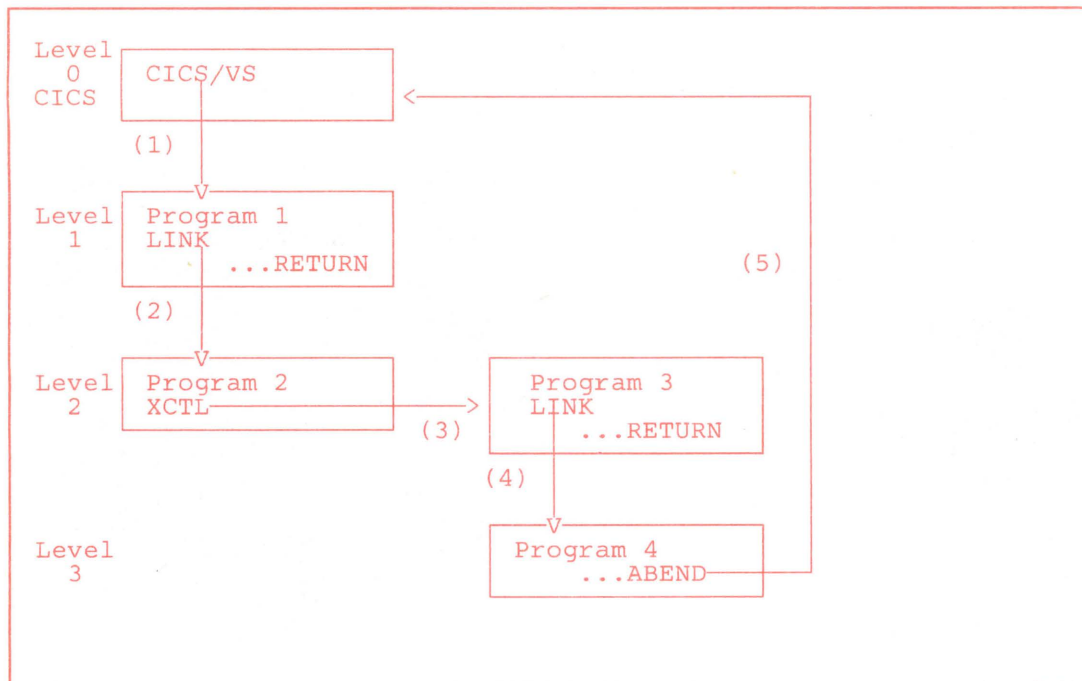 Level
0
CICS
CICS/VS
(1)
Level
1
Program 1
LINK
...RETURN
(5)
(2)
Level
2
Program 2
XCTL
(3)
Program 3
LINK
...RETURN
(4)
Level
3
Program 4
...ABEND